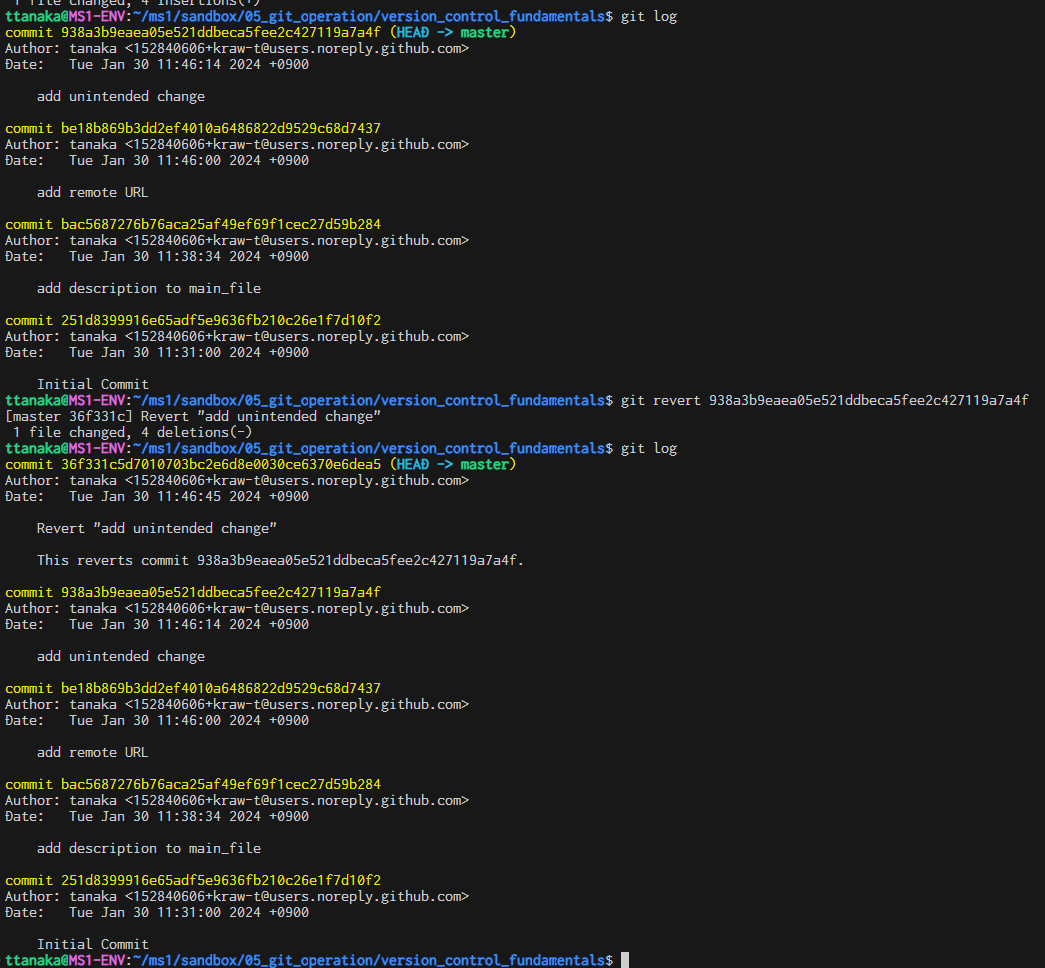 1 file changed, 4 insertions(+)
ttanaka@MS1-ENV:~/ms1/sandbox/05_git_operation/version_control_fundamentals$ git log
commit 938a3b9eaea05e521ddbeca5fee2c427119a7a4f (HEAD -> master)
Author: tanaka <152840606+kraw-t@users.noreply.github.com>
Date:   Tue Jan 30 11:46:14 2024 +0900

    add unintended change

commit be18b869b3dd2ef4010a6486822d9529c68d7437
Author: tanaka <152840606+kraw-t@users.noreply.github.com>
Date:   Tue Jan 30 11:46:00 2024 +0900

    add remote URL

commit bac5687276b76aca25af49ef69f1cec27d59b284
Author: tanaka <152840606+kraw-t@users.noreply.github.com>
Date:   Tue Jan 30 11:38:34 2024 +0900

    add description to main_file

commit 251d8399916e65adf5e9636fb210c26e1f7d10f2
Author: tanaka <152840606+kraw-t@users.noreply.github.com>
Date:   Tue Jan 30 11:31:00 2024 +0900

    Initial Commit
ttanaka@MS1-ENV:~/ms1/sandbox/05_git_operation/version_control_fundamentals$ git revert 938a3b9eaea05e521ddbeca5fee2c427119a7a4f
[master 36f331c] Revert "add unintended change"
 1 file changed, 4 deletions(-)
ttanaka@MS1-ENV:~/ms1/sandbox/05_git_operation/version_control_fundamentals$ git log
commit 36f331c5d7010703bc2e6d8e0030ce6370e6dea5 (HEAD -> master)
Author: tanaka <152840606+kraw-t@users.noreply.github.com>
Date:   Tue Jan 30 11:46:45 2024 +0900

    Revert "add unintended change"

    This reverts commit 938a3b9eaea05e521ddbeca5fee2c427119a7a4f.

commit 938a3b9eaea05e521ddbeca5fee2c427119a7a4f
Author: tanaka <152840606+kraw-t@users.noreply.github.com>
Date:   Tue Jan 30 11:46:14 2024 +0900

    add unintended change

commit be18b869b3dd2ef4010a6486822d9529c68d7437
Author: tanaka <152840606+kraw-t@users.noreply.github.com>
Date:   Tue Jan 30 11:46:00 2024 +0900

    add remote URL

commit bac5687276b76aca25af49ef69f1cec27d59b284
Author: tanaka <152840606+kraw-t@users.noreply.github.com>
Date:   Tue Jan 30 11:38:34 2024 +0900

    add description to main_file

commit 251d8399916e65adf5e9636fb210c26e1f7d10f2
Author: tanaka <152840606+kraw-t@users.noreply.github.com>
Date:   Tue Jan 30 11:31:00 2024 +0900

    Initial Commit
ttanaka@MS1-ENV:~/ms1/sandbox/05_git_operation/version_control_fundamentals$